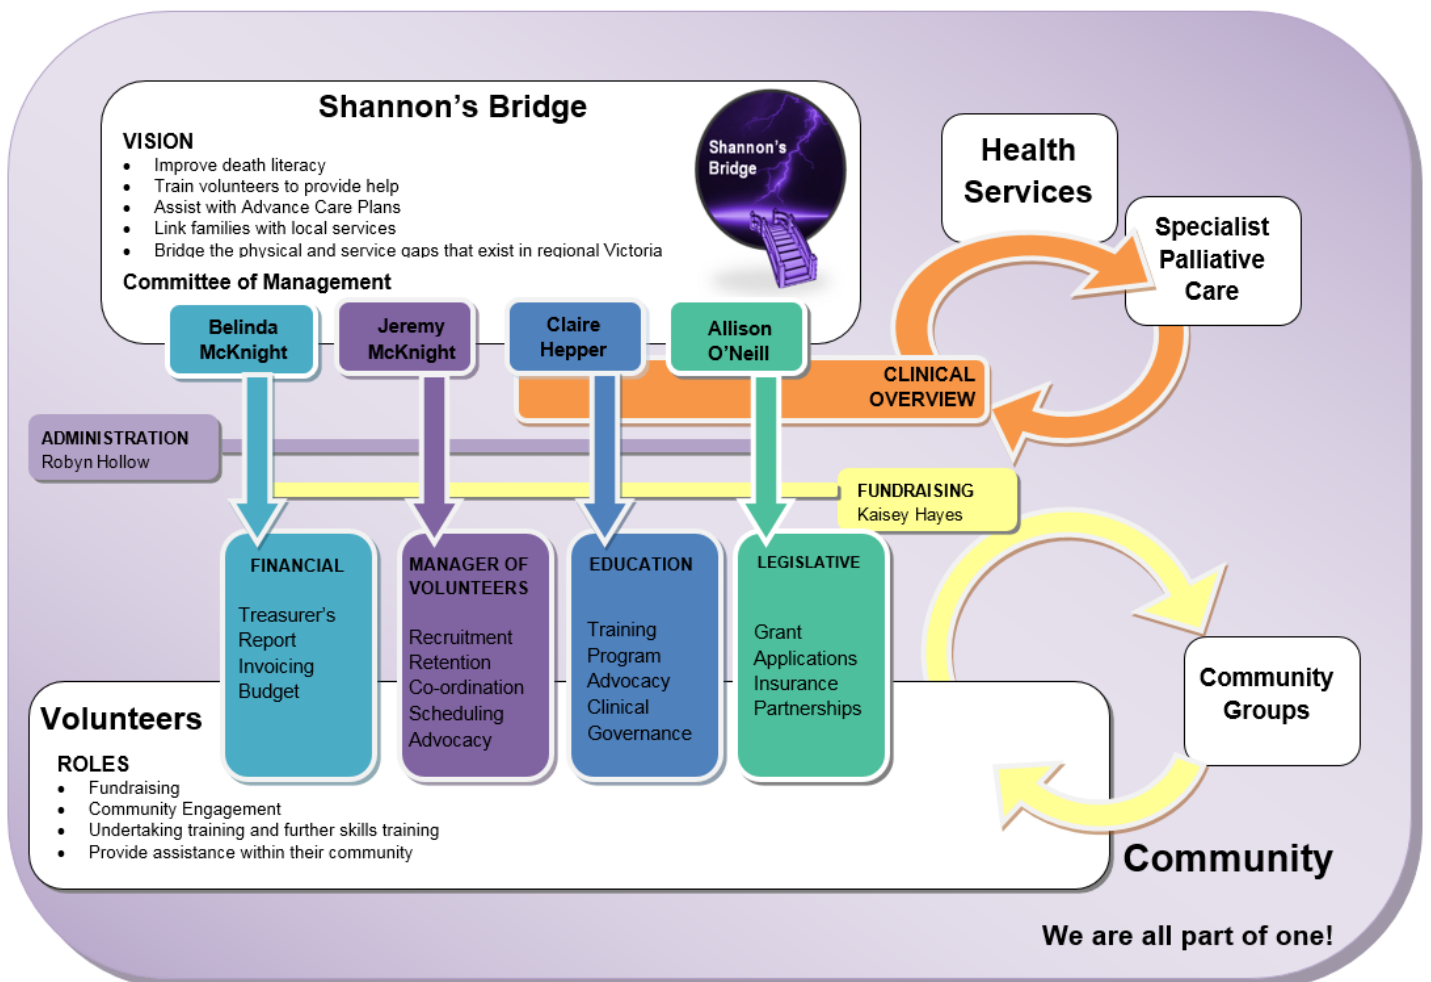 Shannon's Bridge
VISION
• Improve death literacy
• Train volunteers to provide help
• Assist with Advance Care Plans
• Link families with local services
• Bridge the physical and service gaps that exist in regional Victoria
Shannon's
Bridge
Committee of Management
Belinda
McKnight
Jeremy
McKnight
Claire
Hepper
Allison
O'Neill
Health
Services
Specialist
Palliative
Care
CLINICAL
OVERVIEW
ADMINISTRATION
Robyn Hollow
FUNDRAISING
Kaisey Hayes
FINANCIAL
Treasurer's
Report
Invoicing
Budget
MANAGER OF
VOLUNTEERS
Recruitment
Retention
Co-ordination
Scheduling
Advocacy
EDUCATION
Training
Program
Advocacy
Clinical
Governance
LEGISLATIVE
Grant
Applications
Insurance
Partnerships
Community
Groups
Volunteers
ROLES
• Fundraising
• Community Engagement
• Undertaking training and further skills training
• Provide assistance within their community
Community
We are all part of one!